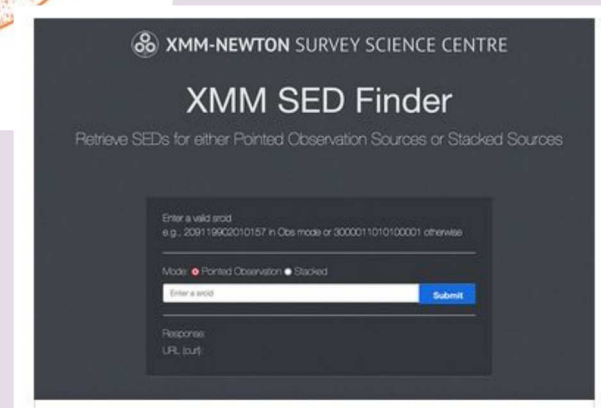 XMM-NEWTON SURVEY SCIENCE CENTRE
XMM SED Finder
Retrieve SEDs for either Pointed Observation Sources or Stacked Sources
Enter a valid srcid
e.g., 209119902010157 in Obs mode or 3000011010100001 otherwise
Mode: Pointed Observation Stacked
Enter a srcid
Submit
Response:
URL (curl):